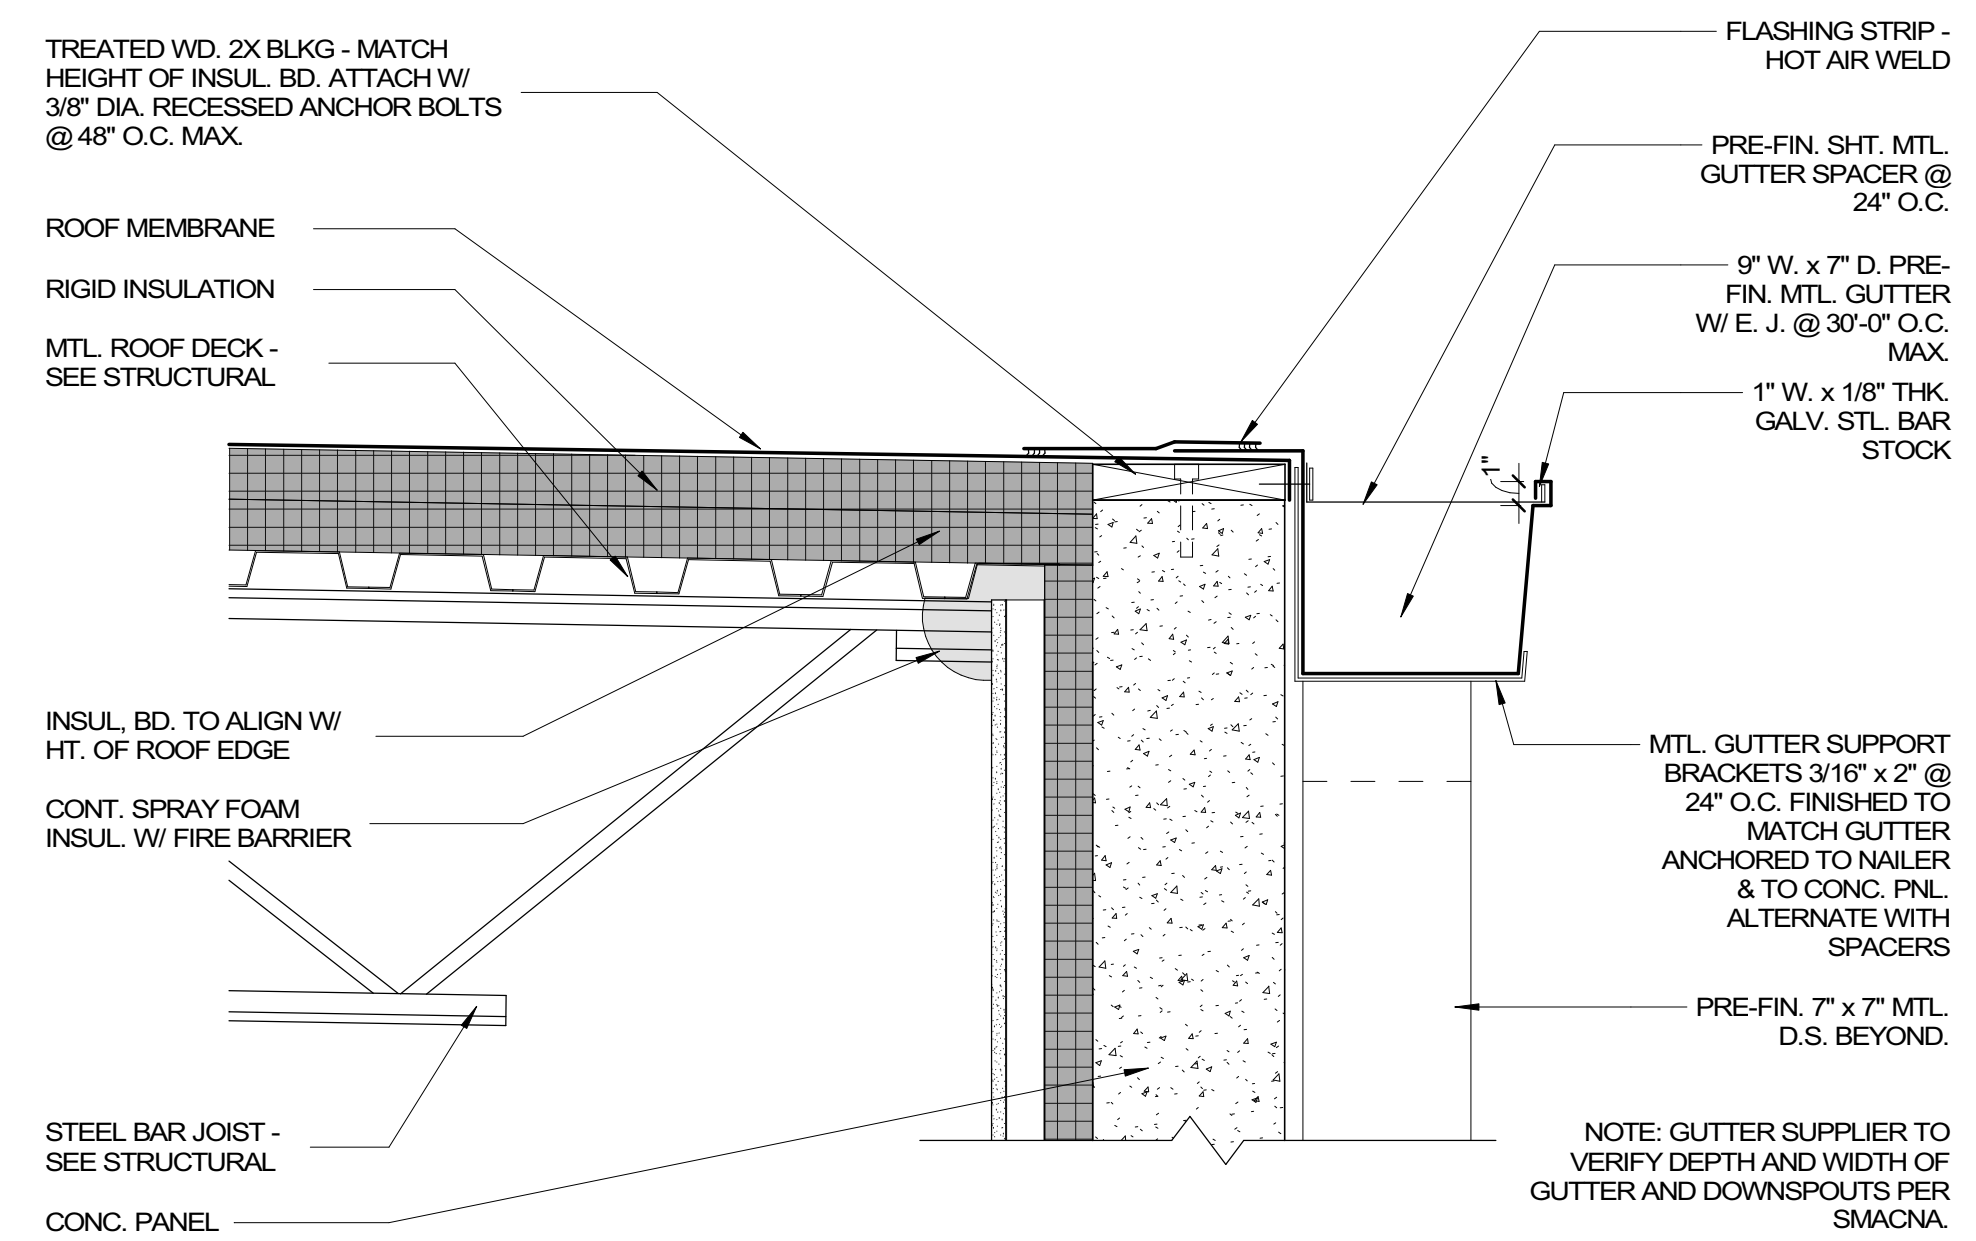 TREATED WD. 2X BLKG - MATCH
HEIGHT OF INSUL. BD. ATTACH W/
3/8" DIA. RECESSED ANCHOR BOLTS
@ 48" O.C. MAX.
ROOF MEMBRANE
RIGID INSULATION
MTL. ROOF DECK -
SEE STRUCTURAL
INSUL, BD. TO ALIGN W/
HT. OF ROOF EDGE
CONT. SPRAY FOAM
INSUL. W/ FIRE BARRIER
STEEL BAR JOIST -
SEE STRUCTURAL
CONC. PANEL
FLASHING STRIP -
HOT AIR WELD
PRE-FIN. SHT. MTL.
GUTTER SPACER @
24" O.C.
9" W. x 7" D. PRE-
FIN. MTL. GUTTER
W/ E. J. @ 30'-0" O.C.
MAX.
1" W. x 1/8" THK.
GALV. STL. BAR
STOCK
1"
MTL. GUTTER SUPPORT
BRACKETS 3/16" x 2" @
24" O.C. FINISHED TO
MATCH GUTTER
ANCHORED TO NAILER
& TO CONC. PNL.
ALTERNATE WITH
SPACERS
PRE-FIN. 7" x 7" MTL.
D.S. BEYOND.
NOTE: GUTTER SUPPLIER TO
VERIFY DEPTH AND WIDTH OF
GUTTER AND DOWNSPOUTS PER
SMACNA.